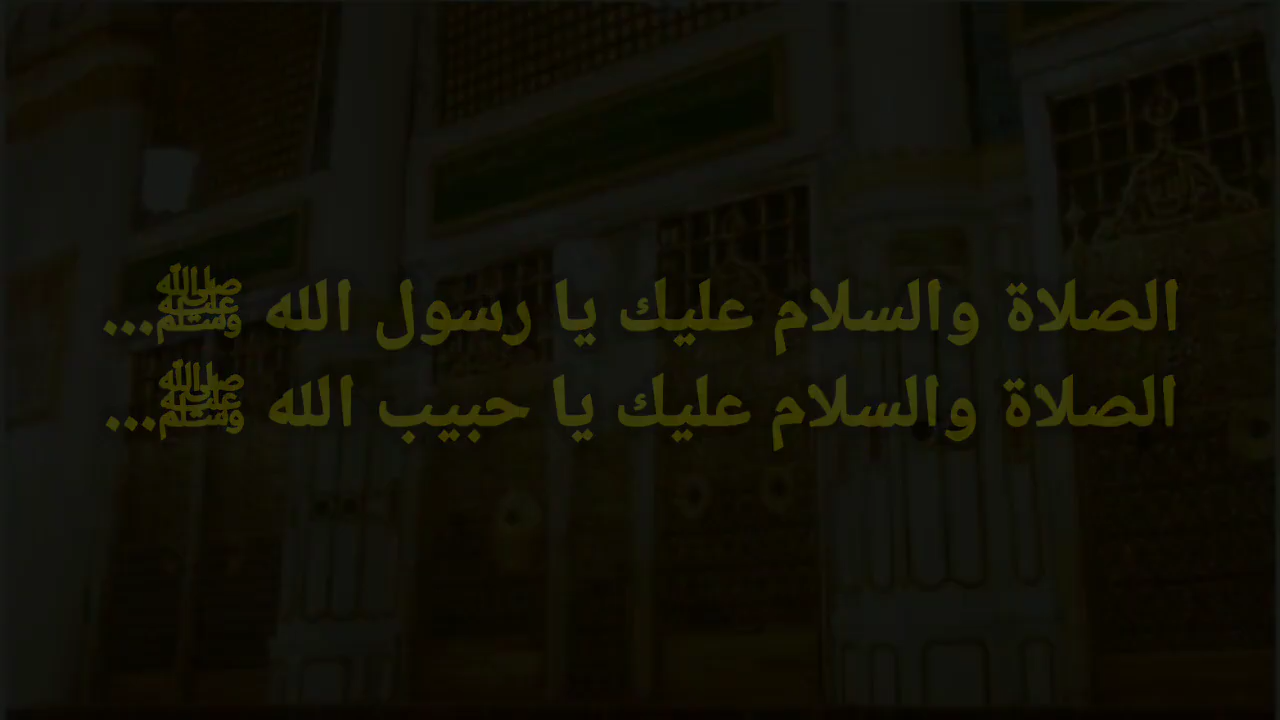 الصلاة والسلام عليك يا رسول الله ﷺ...
الصلاة والسلام عليك يا حبيب الله ﷺ...